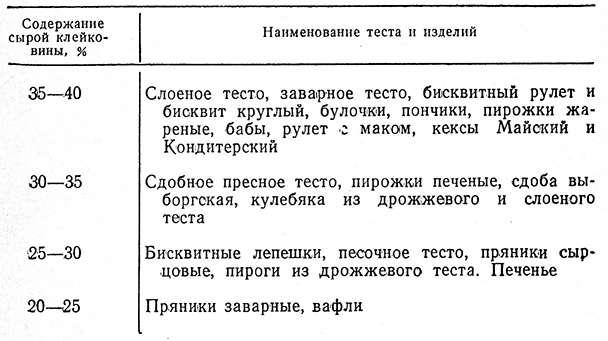 Содержание
сырой клейко-
вины, %
Наименование теста и изделий
35—40
Слоеное тесто, заварное тесто, бисквитный рулет и
бисквит круглый, булочки, пончики, пирожки жа-
реные, бабы, рулет с маком, кексы Майский и
Кондитерский
30—35
Сдобное пресное тесто, пирожки печеные, сдоба вы-
боргская, кулебяка из дрожжевого и слоеного
теста
25—30
Бисквитные лепешки, песочное тесто, пряники сыр-
цовые, пироги из дрожжевого теста. Печенье
20—25
Пряники заварные, вафли